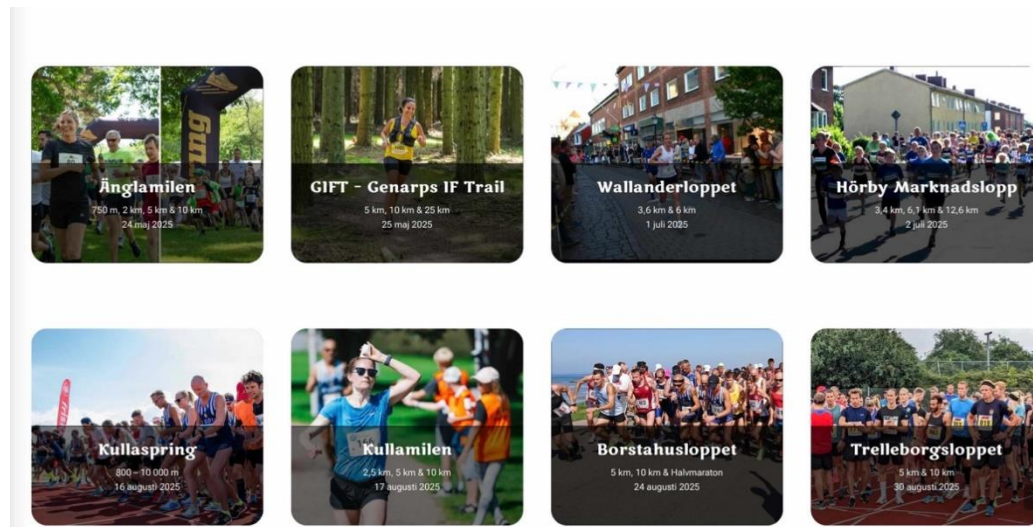 Änglamilen
750 m, 2 km, 5 km & 10 km
24 maj 2025
GIFT - Genarps IF Trail
5 km, 10 km & 25 km
25 maj 2025
Wallanderloppet
3,6 km & 6 km
1 juli 2025
Hörby Marknadslopp
3,4 km, 6,1 km & 12,6 km
2 juli 2025
Kullaspring
800 – 10 000 m
16 augusti 2025
Kullamilen
2,5 km, 5 km & 10 km
17 augusti 2025
Borstahusloppet
5 km, 10 km & Halvmaraton
24 augusti 2025
Trelleborgsloppet
5 km & 10 km
30 augusti 2025